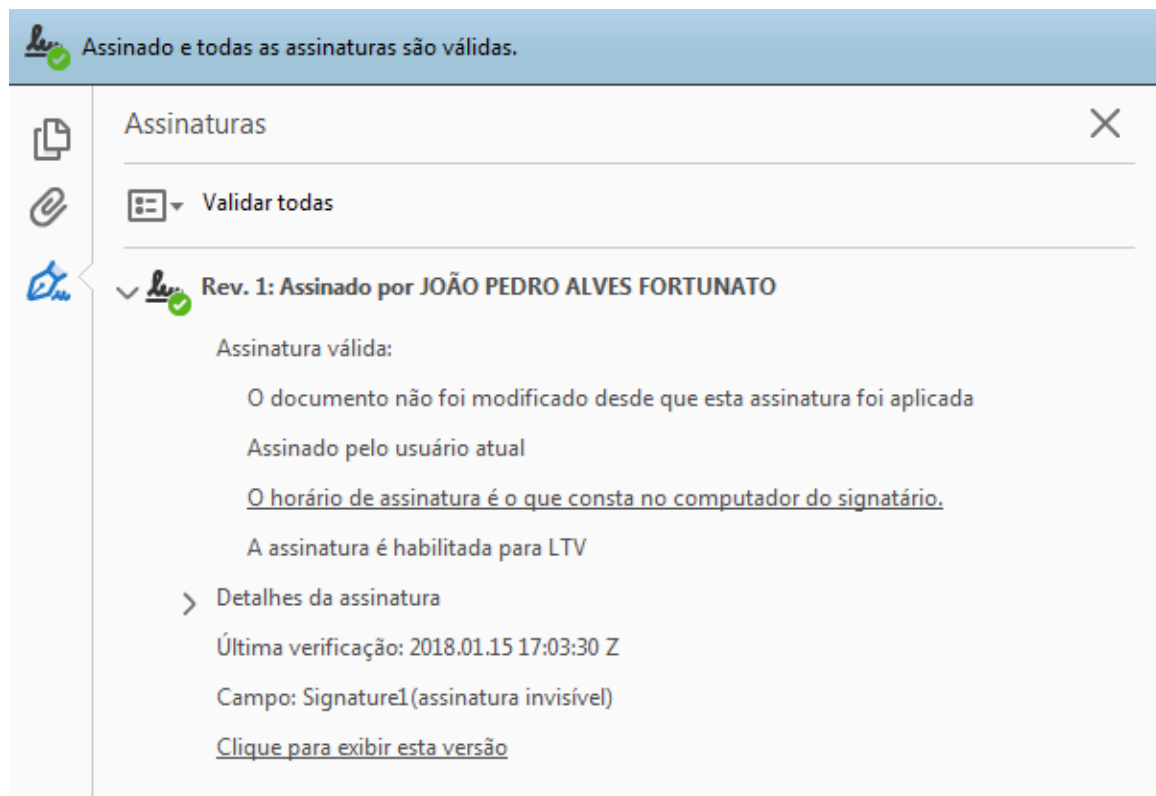 Assinado e todas as assinaturas são válidas.
Assinaturas
Validar todas
Rev. 1: Assinado por JOÃO PEDRO ALVES FORTUNATO
Assinatura válida:
O documento não foi modificado desde que esta assinatura foi aplicada
Assinado pelo usuário atual
O horário de assinatura é o que consta no computador do signatário.
A assinatura é habilitada para LTV
Detalhes da assinatura
Última verificação: 2018.01.15 17:03:30 Z
Campo: Signature1(assinatura invisível)
Clique para exibir esta versão